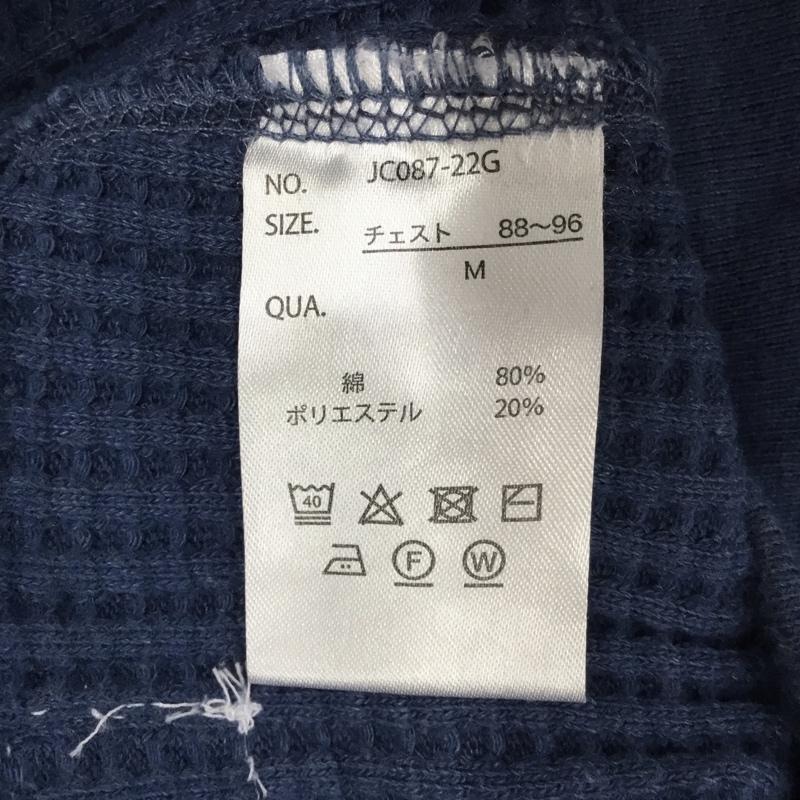 NO. JC087-22G
SIZE. チェスト 88～96
M
QUA.
綿 80%
ポリエステル 20%
40
F W